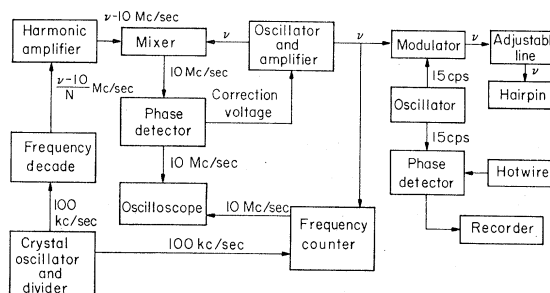 ν-10 Mc/sec
Harmonic
amplifier
Mixer
ν
Oscillator
and
amplifier
ν
Modulator
ν
Adjustable
line
ν
Hairpin
10 Mc/sec
15 cps
ν-10
N
Mc/sec
Correction
voltage
Phase
detector
Oscillator
15 cps
Frequency
decade
10 Mc/sec
Phase
detector
Hotwire
100
kc/sec
Oscilloscope
10 Mc/sec
Frequency
counter
Recorder
Crystal
oscillator
and
divider
100 kc/sec